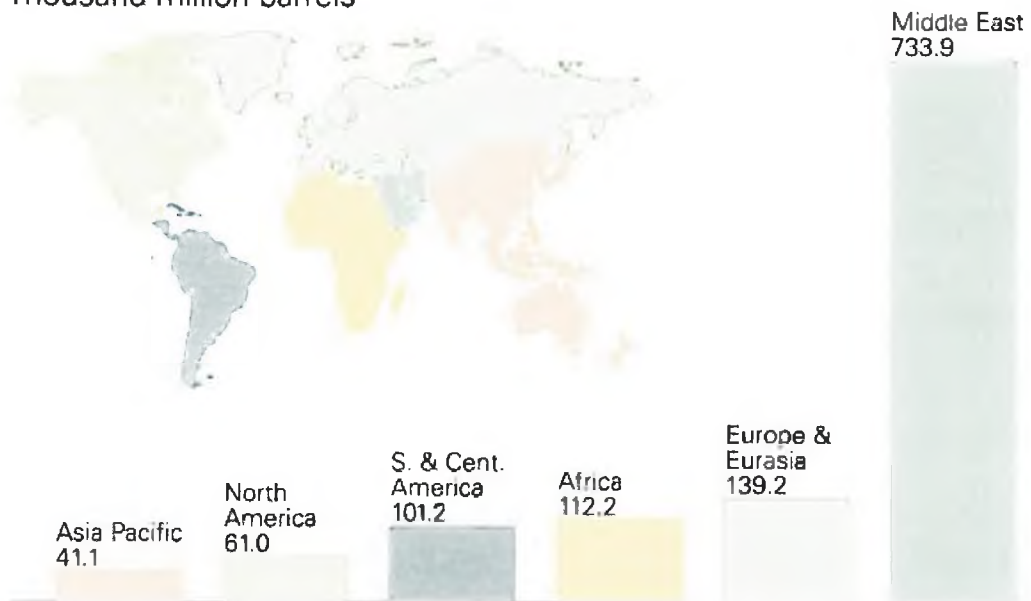 Thousand million barrels
Middle East
733.9
Europe &
Eurasia
139.2
S. & Cent.
America
101.2
Africa
112.2
North
America
61.0
Asia Pacific
41.1